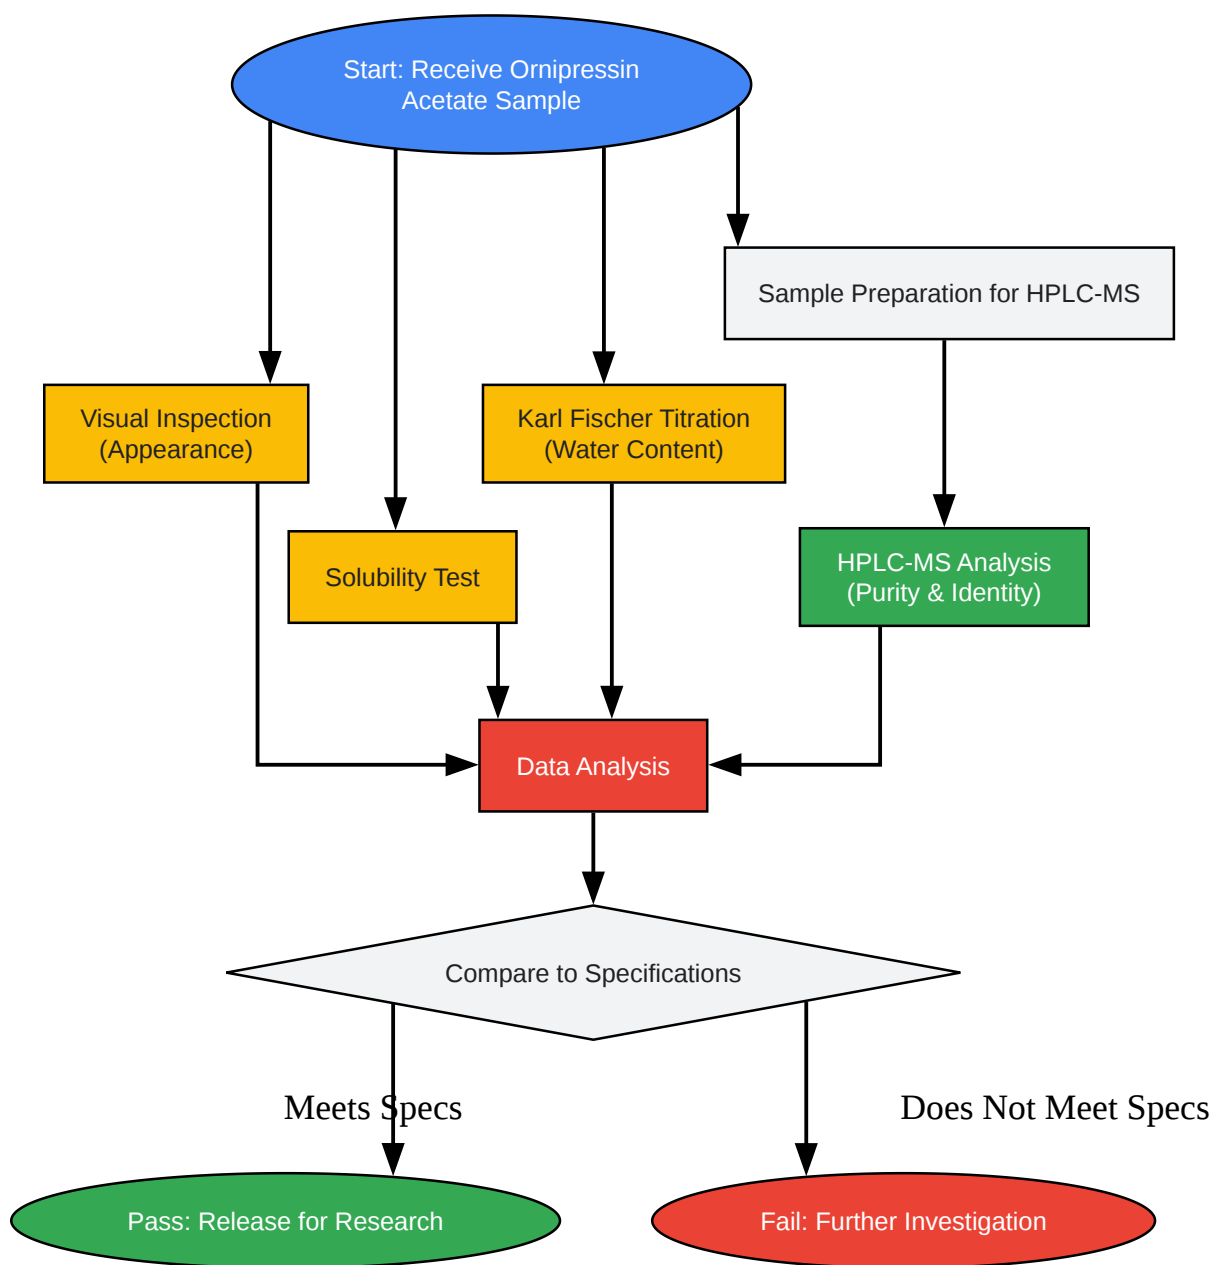 Start: Receive Ornipressin
Acetate Sample
Sample Preparation for HPLC-MS
Visual Inspection
(Appearance)
Karl Fischer Titration
(Water Content)
Solubility Test
HPLC-MS Analysis
(Purity & Identity)
Data Analysis
Compare to Specifications
Meets Specs
Does Not Meet Specs
Pass: Release for Research
Fail: Further Investigation